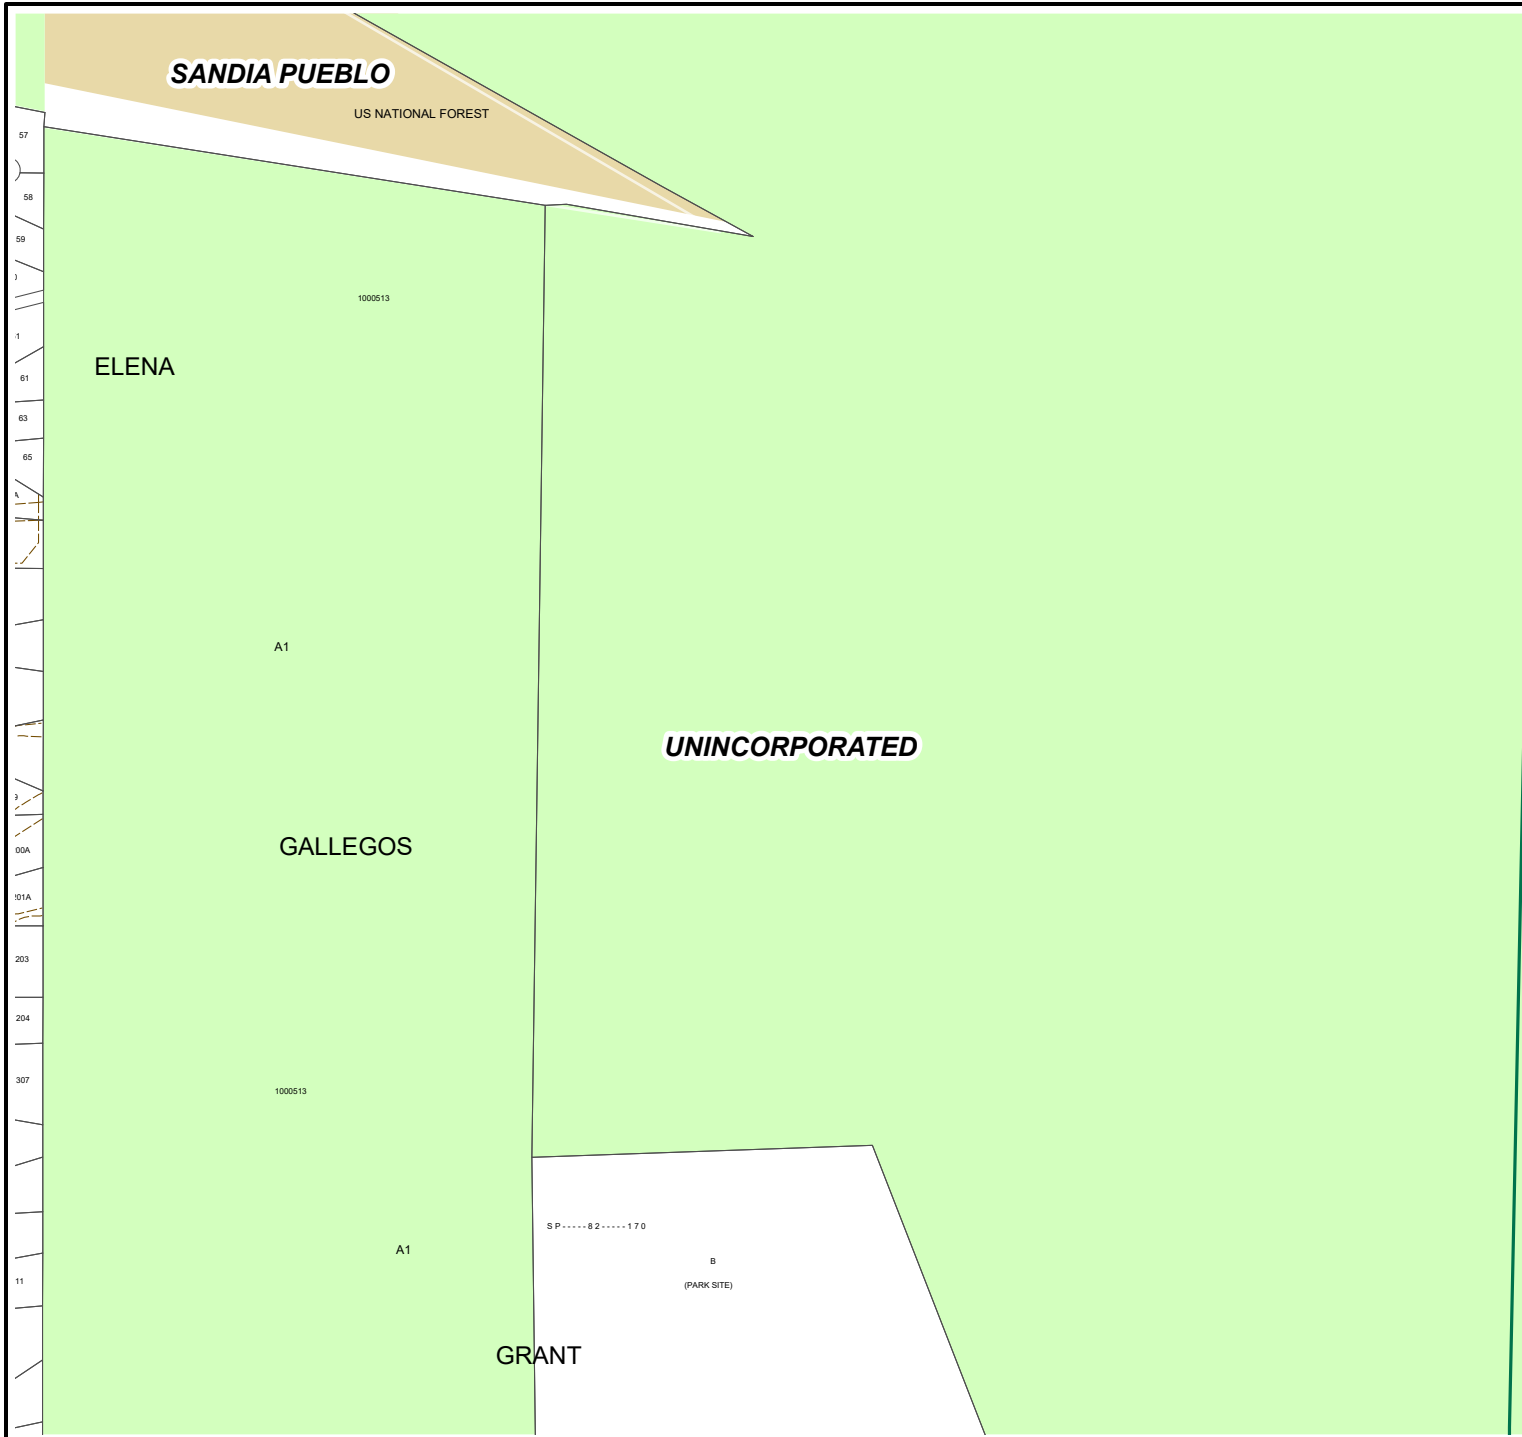 SANDIA PUEBLO
US NATIONAL FOREST
57
58
59
1000513
ELENA
61
63
65
A1
UNINCORPORATED
GALLEGOS
00A
201A
203
204
307
1000513
SP-----82-----170
A1
B
11
(PARK SITE)
GRANT